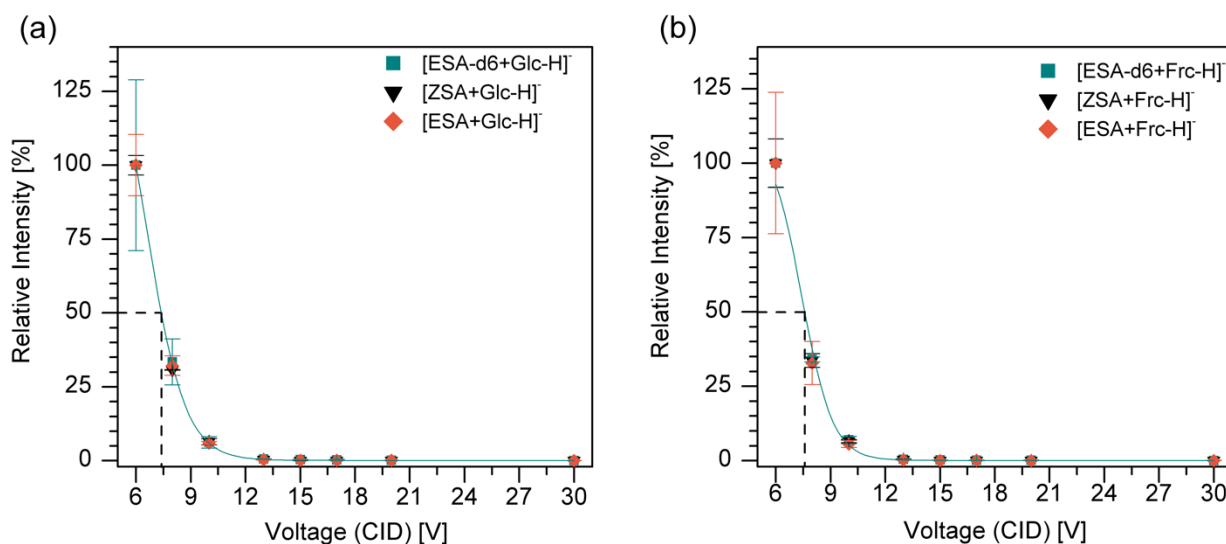 (a)
[ESA-d6+Glc-H]⁻
[ZSA+Glc-H]⁻
[ESA+Glc-H]⁻
Relative Intensity [%]
125
100
75
50
25
0
6 9 12 15 18 21 24 27 30
Voltage (CID) [V]
(b)
[ESA-d6+Frc-H]⁻
[ZSA+Frc-H]⁻
[ESA+Frc-H]⁻
Relative Intensity [%]
125
100
75
50
25
0
6 9 12 15 18 21 24 27 30
Voltage (CID) [V]